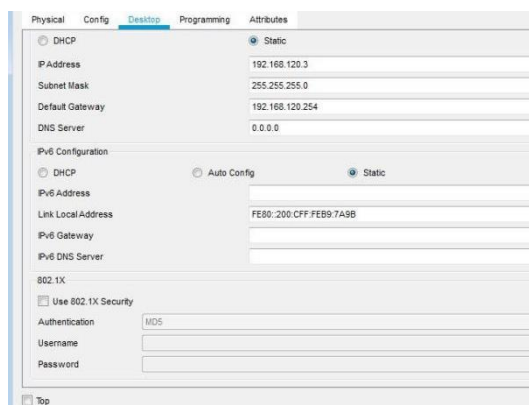 Physical Config Desktop Programming Attributes
DHCP Static
IP Address 192.168.120.3
Subnet Mask 255.255.255.0
Default Gateway 192.168.120.254
DNS Server 0.0.0.0
IPv6 Configuration
DHCP Auto Config Static
IPv6 Address
Link Local Address FE80::200:CFF:FEB9:7A9B
IPv6 Gateway
IPv6 DNS Server
802.1X
Use 802.1X Security
Authentication MD5
Username
Password
Top